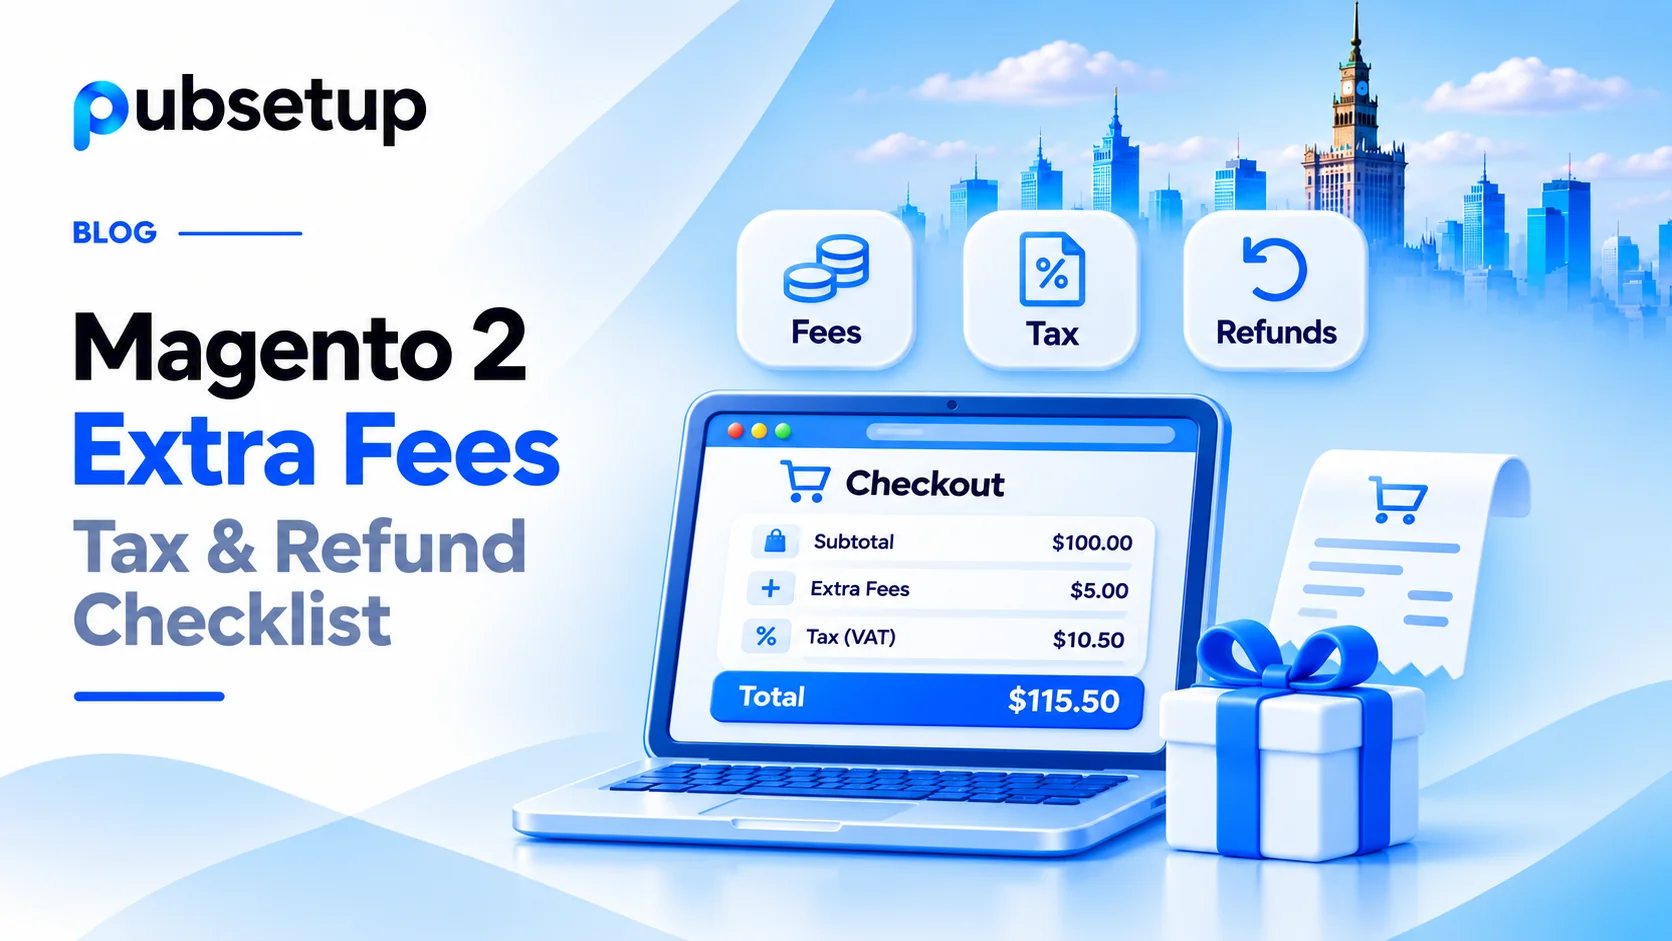 pubsetup
BLOG
Magento 2
Extra Fees
Tax & Refund
Checklist
Fees
Tax
Refunds
Checkout
Subtotal $100.00
Extra Fees $5.00
Tax (VAT) $10.50
Total $115.50